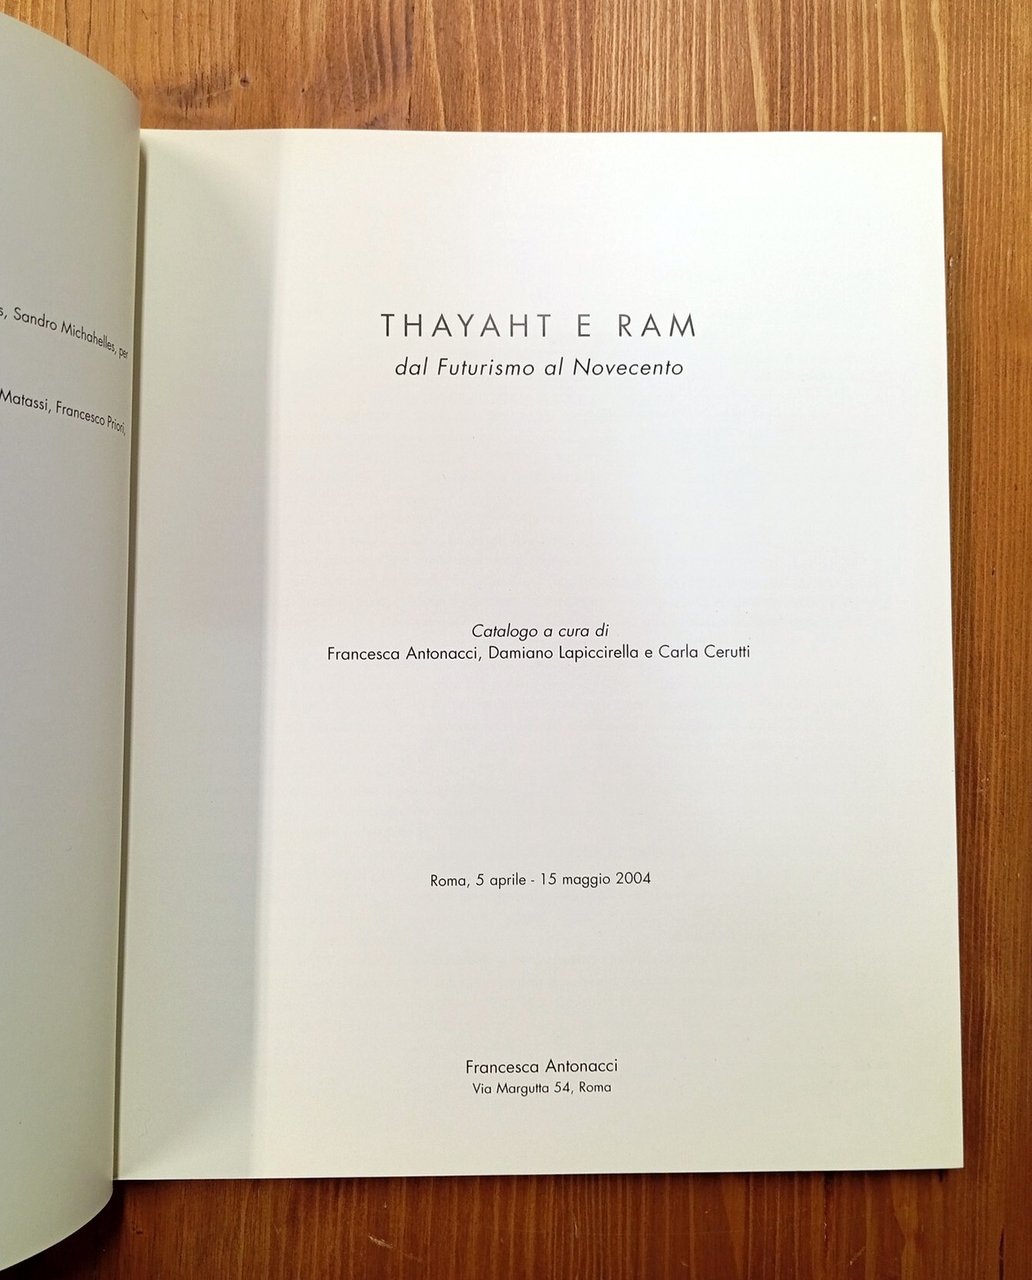 s, Sandro Michahelles, per
Matassi, Francesco Priori,
THAYAHT E RAM
dal Futurismo al Novecento
Catalogo a cura di
Francesca Antonacci, Damiano Lapiccirella e Carla Cerutti
Roma, 5 aprile - 15 maggio 2004
Francesca Antonacci
Via Margutta 54, Roma